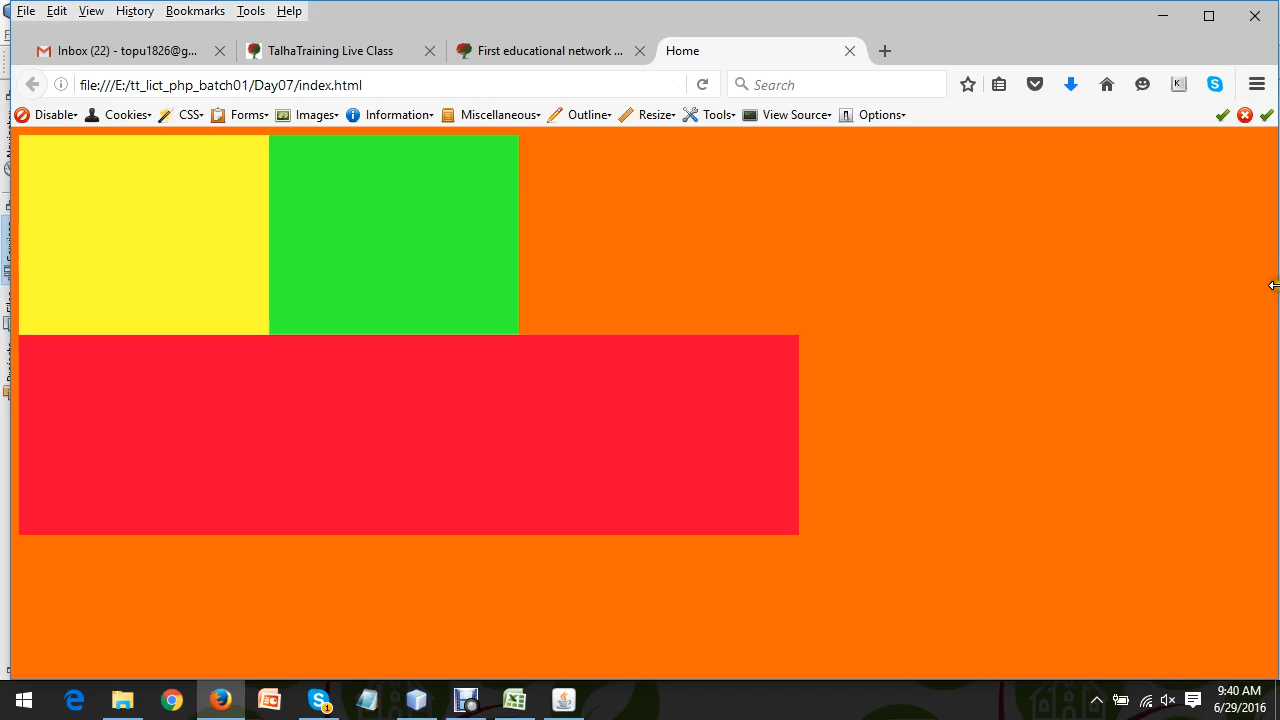 File Edit View History Bookmarks Tools Help
Inbox (22) - topu1826@g... TalhaTraining Live Class First educational network ... Home
file:///E:/tt_lict_php_batch01/Day07/index.html Search
Disable Cookies CSS Forms Images Information Miscellaneous Outline Resize Tools View Source Options
9:40 AM
6/29/2016